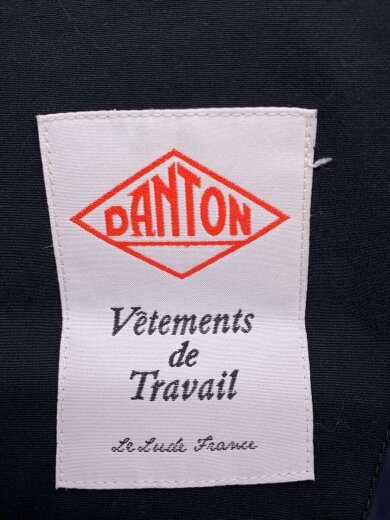 DANTON
Vêtements
de
Travail
Le Lude France